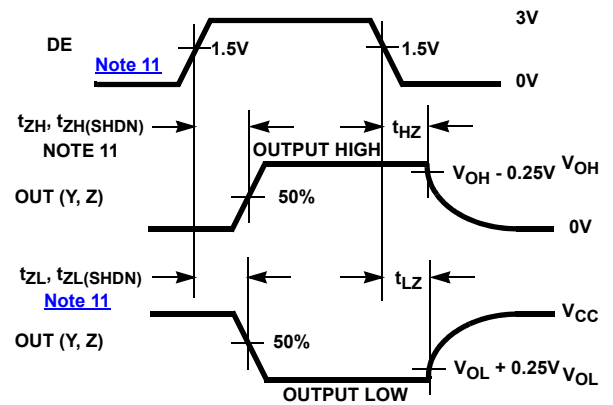 3V
DE
1.5V
1.5V
Note 11
0V
tZH, tZH(SHDN)
NOTE 11
tHZ
OUTPUT HIGH
VOH - 0.25V
VOH
OUT (Y, Z)
50%
0V
tZL, tZL(SHDN)
Note 11
tLZ
VCC
OUT (Y, Z)
50%
VOL + 0.25V
VOL
OUTPUT LOW